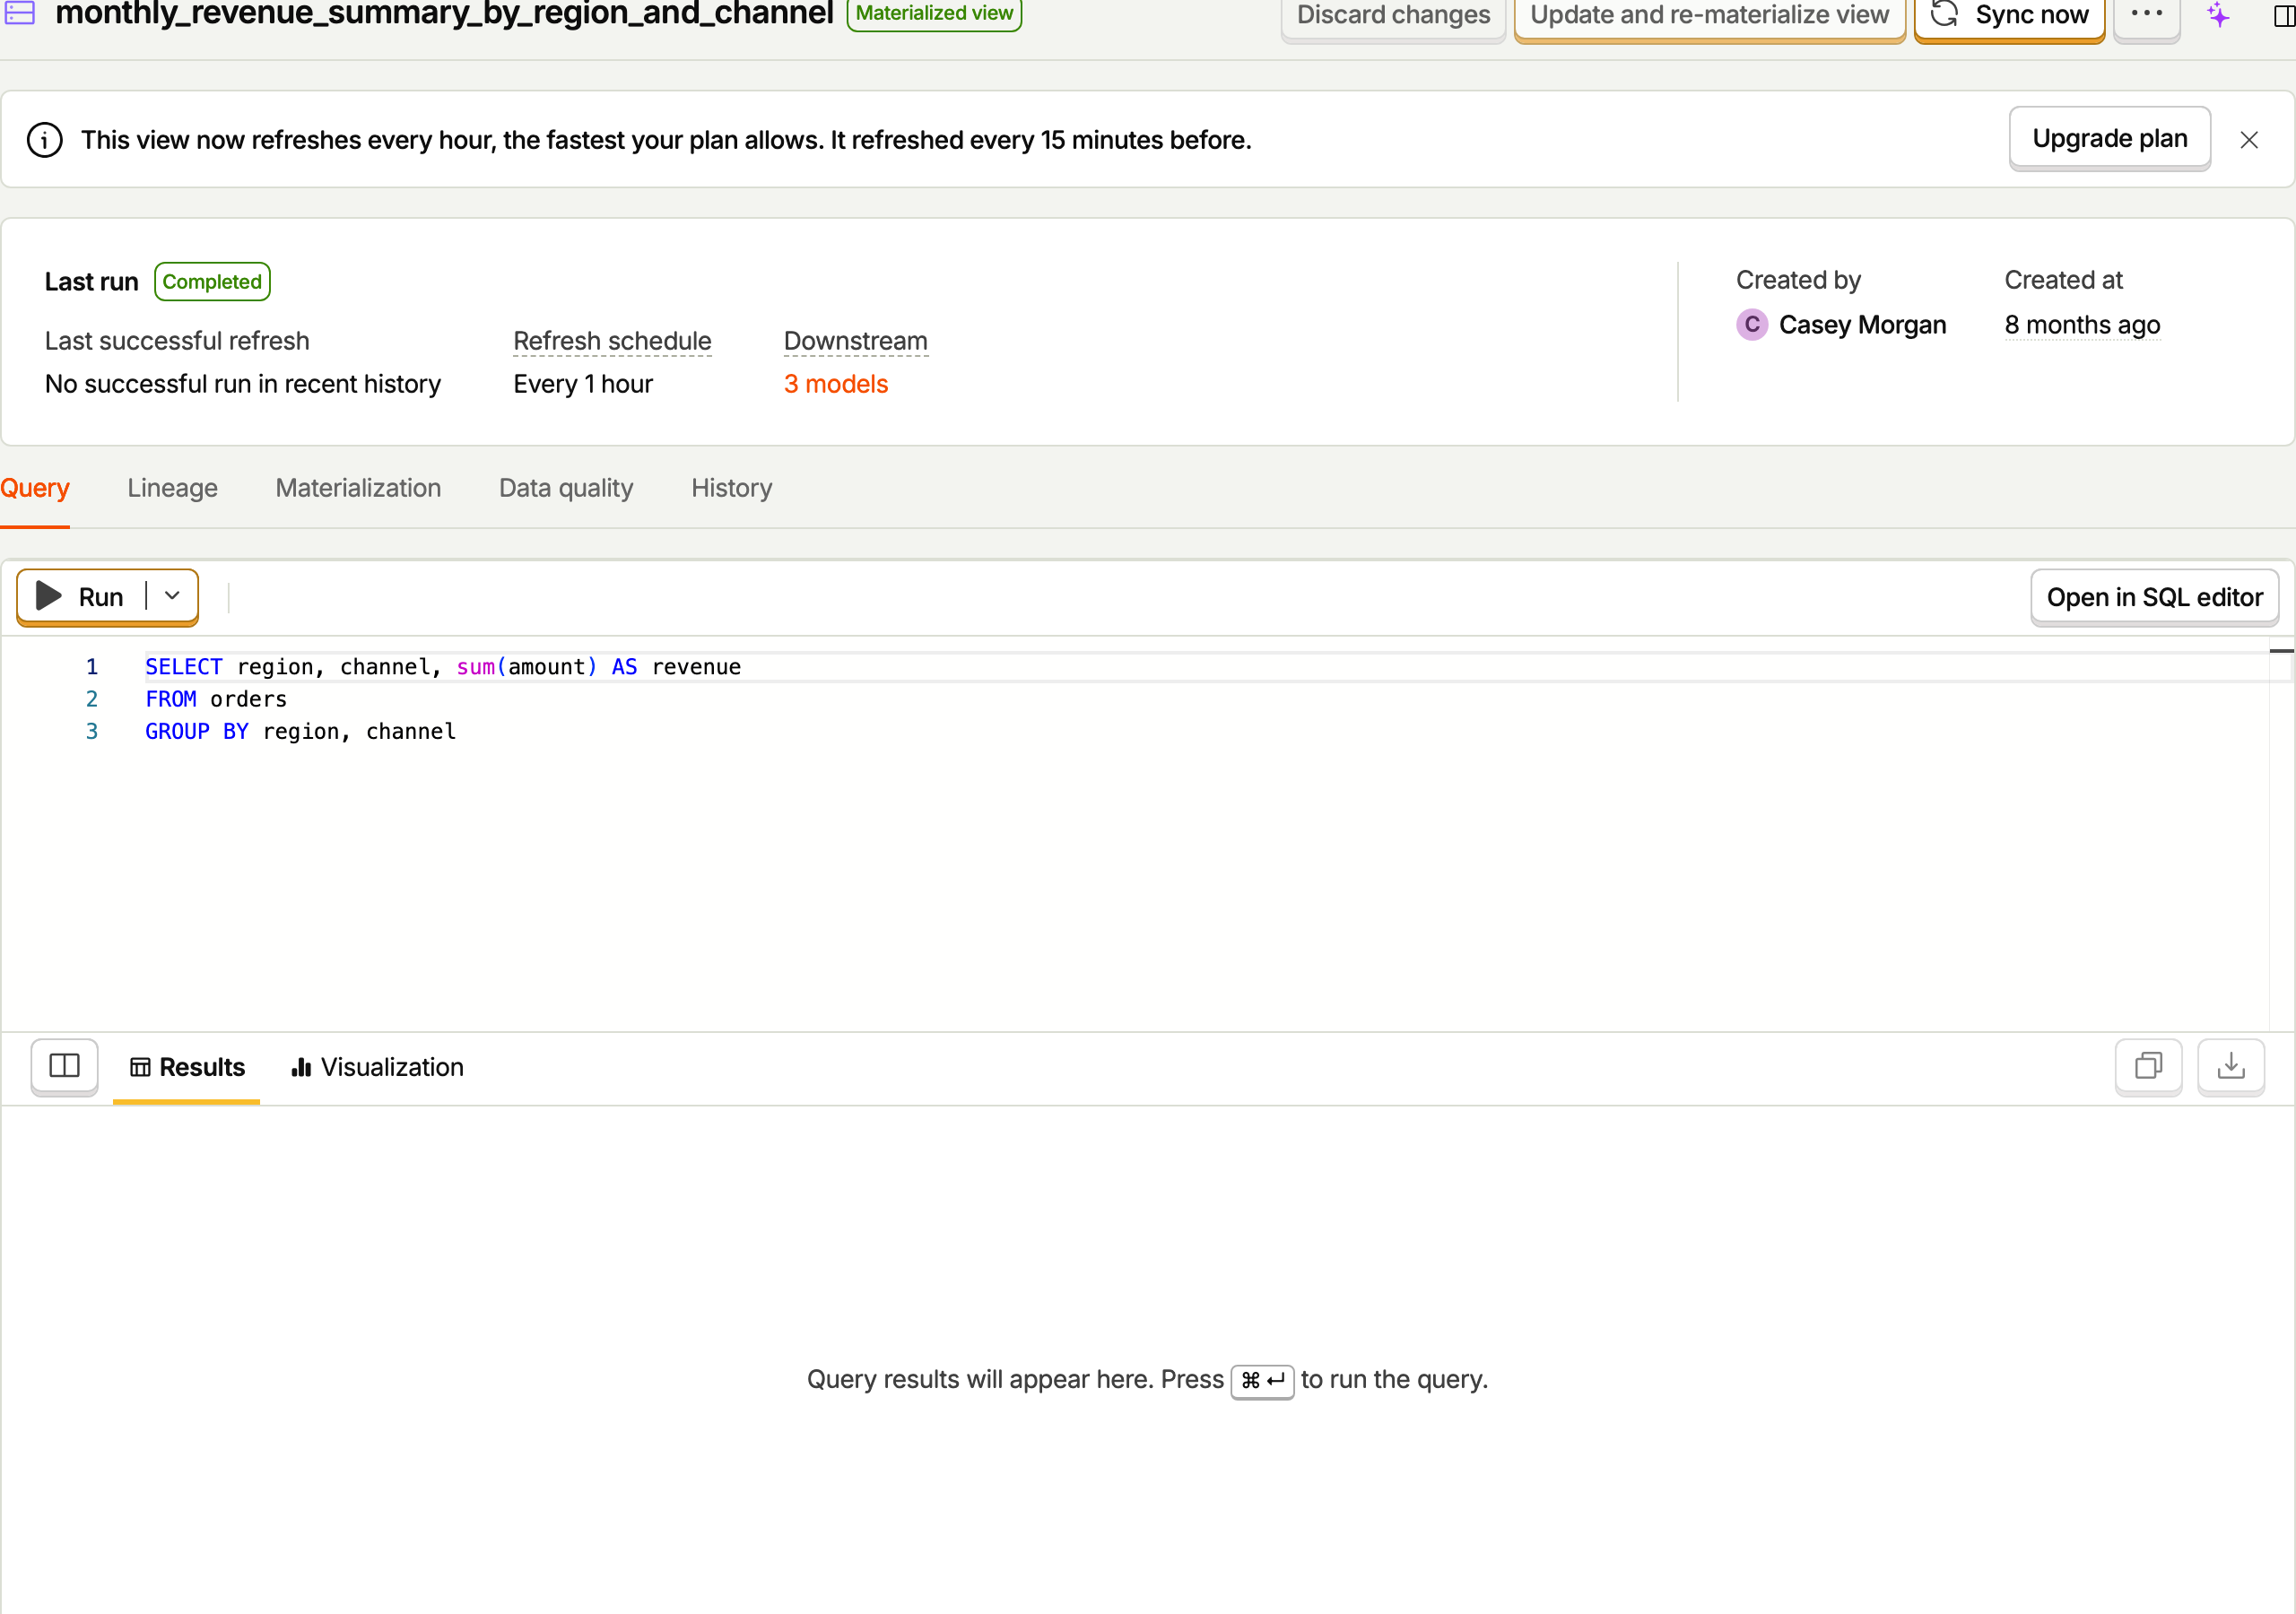 monthly_revenue_summary_by_region_and_channel Materialized view Discard changes Update and re-materialize view Sync now
This view now refreshes every hour, the fastest your plan allows. It refreshed every 15 minutes before. Upgrade plan
Last run Completed
Last successful refresh Refresh schedule Downstream
No successful run in recent history Every 1 hour 3 models
Created by Created at
C Casey Morgan 8 months ago
Query Lineage Materialization Data quality History
Run Open in SQL editor
1 SELECT region, channel, sum(amount) AS revenue
2 FROM orders
3 GROUP BY region, channel
Results Visualization
Query results will appear here. Press ⌘ ↵ to run the query.